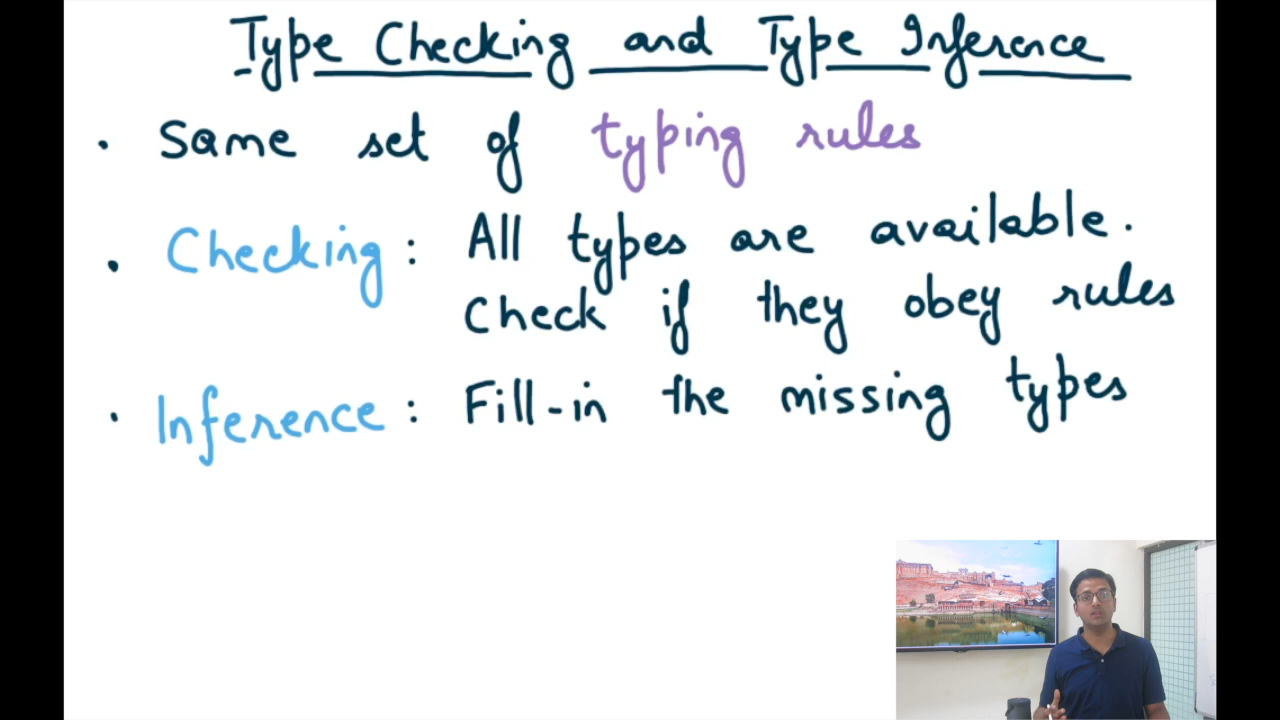 Type Checking and Type Inference
• Same set of typing rules
• Checking: All types are available.
Check if they obey rules
• Inference: Fill-in the missing types